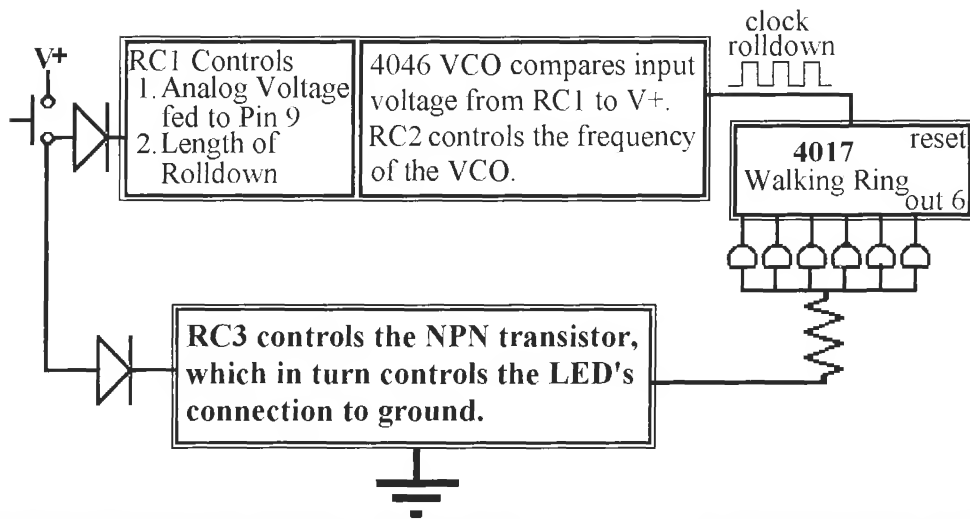 V+
RC1 Controls
1. Analog Voltage
fed to Pin 9
2. Length of
Rolldown
4046 VCO compares input
voltage from RC1 to V+.
RC2 controls the frequency
of the VCO.
clock
rolldown
reset
4017
Walking Ring
out 6
RC3 controls the NPN transistor,
which in turn controls the LED's
connection to ground.